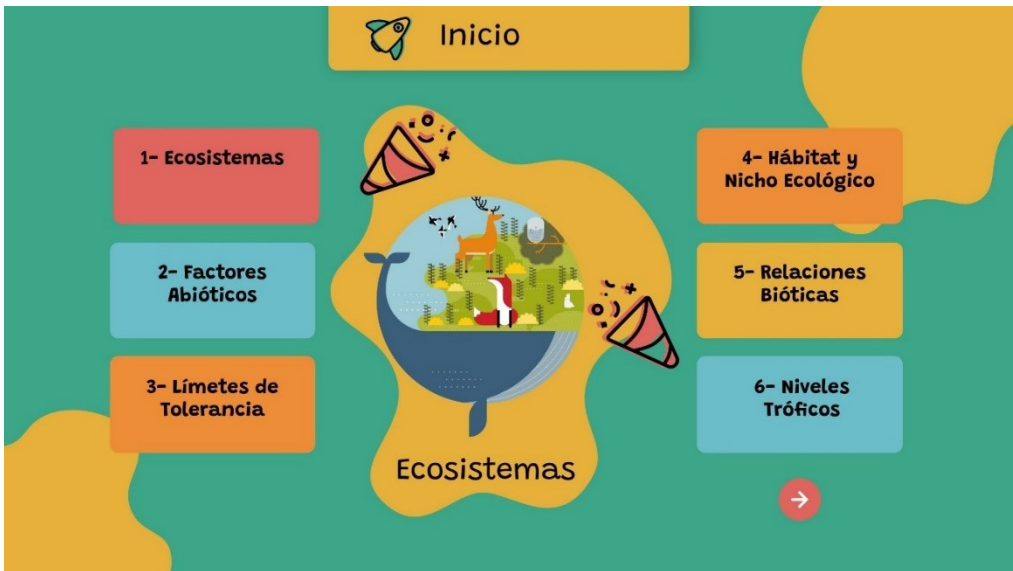 Inicio
1- Ecosistemas
2- Factores
Abióticos
3- Límetes de
Tolerancia
4- Hábitat y
Nicho Ecológico
5- Relaciones
Bióticas
6- Niveles
Tróficos
Ecosistemas